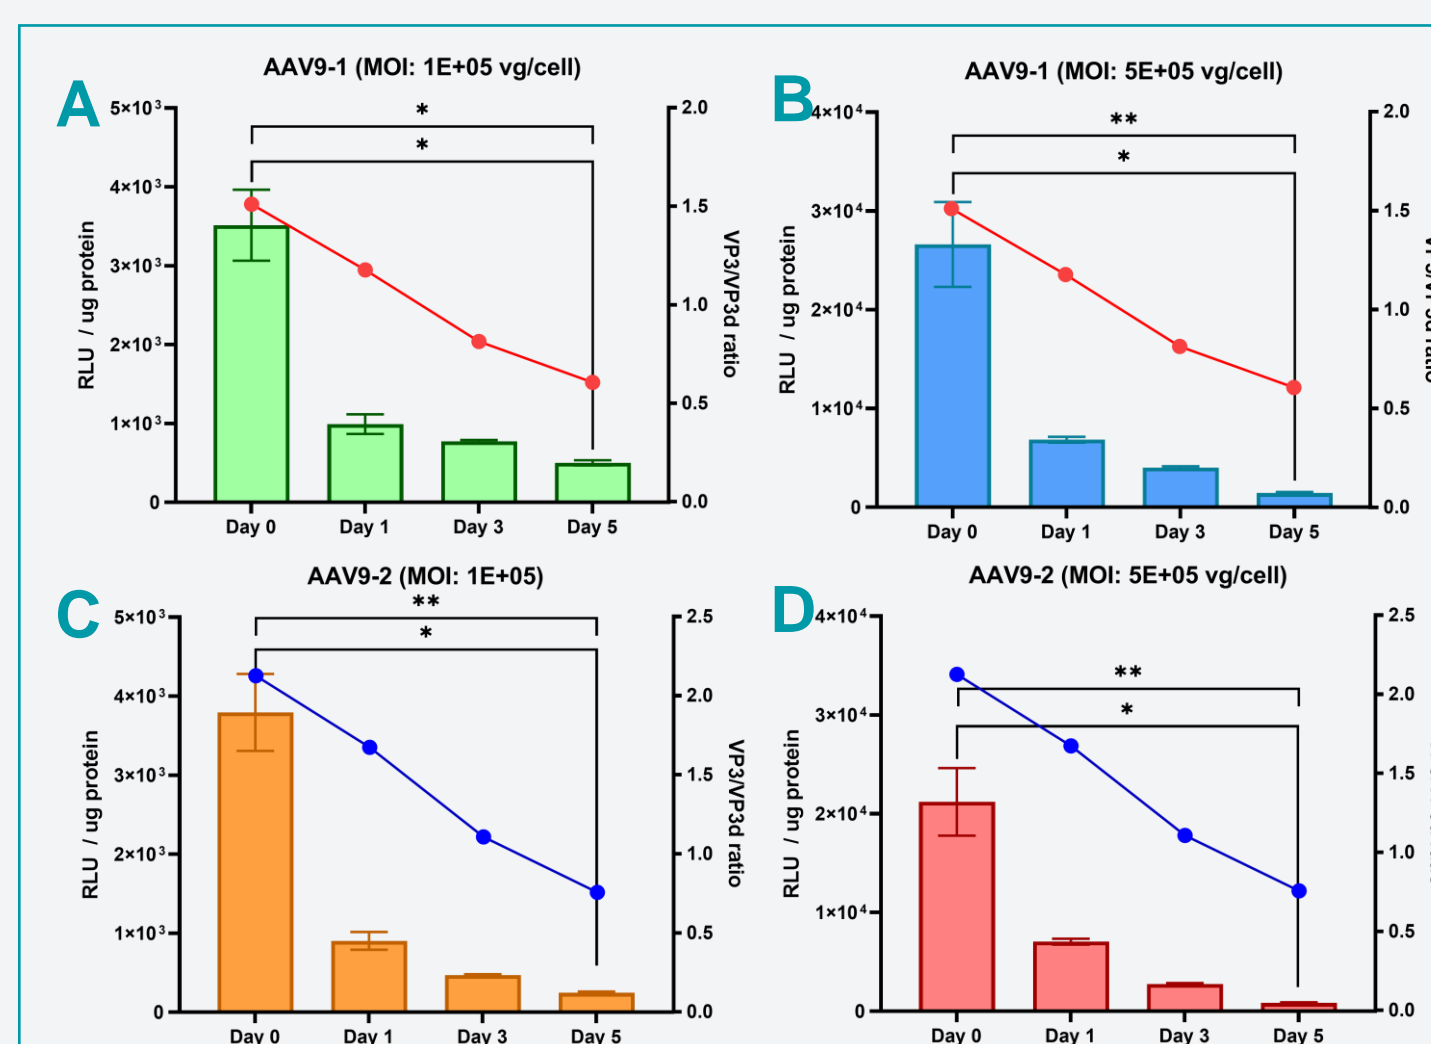 A
AAV9-1 (MOI: 1E+05 vg/cell)
5×10³
4×10³
3×10³
2×10³
1×10³
0
RLU / ug protein
*
*
2.0
1.5
1.0
0.5
0.0
VP3/VP3d ratio
Day 0 Day 1 Day 3 Day 5
B
AAV9-1 (MOI: 5E+05 vg/cell)
4×10⁴
3×10⁴
2×10⁴
1×10⁴
0
RLU / ug protein
**
*
2.0
1.5
1.0
0.5
0.0
Day 0 Day 1 Day 3 Day 5
C
AAV9-2 (MOI: 1E+05)
5×10³
4×10³
3×10³
2×10³
1×10³
0
RLU / ug protein
**
*
2.5
2.0
1.5
1.0
0.5
0.0
VP3/VP3d ratio
Day 0 Day 1 Day 3 Day 5
D
AAV9-2 (MOI: 5E+05 vg/cell)
4×10⁴
3×10⁴
2×10⁴
1×10⁴
0
RLU / ug protein
**
*
2.5
2.0
1.5
1.0
0.5
0.0
Day 0 Day 1 Day 3 Day 5